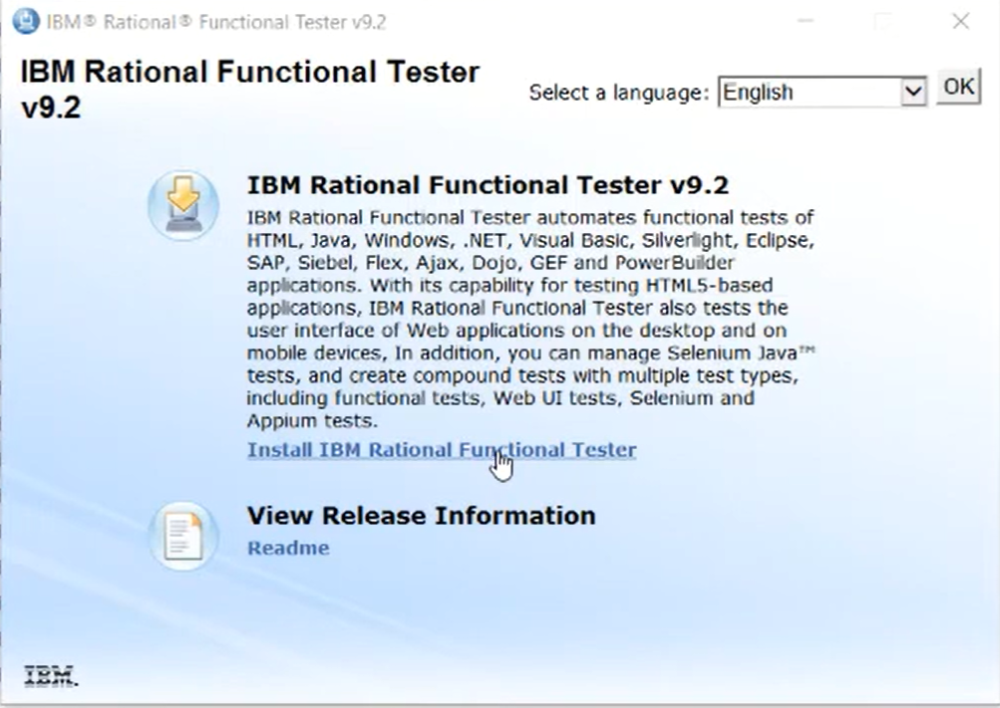 IBM® Rational® Functional Tester v9.2
IBM Rational Functional Tester
v9.2
Select a language: English OK
IBM Rational Functional Tester v9.2
IBM Rational Functional Tester automates functional tests of
HTML, Java, Windows, .NET, Visual Basic, Silverlight, Eclipse,
SAP, Siebel, Flex, Ajax, Dojo, GEF and PowerBuilder
applications. With its capability for testing HTML5-based
applications, IBM Rational Functional Tester also tests the
user interface of Web applications on the desktop and on
mobile devices, In addition, you can manage Selenium Java™
tests, and create compound tests with multiple test types,
including functional tests, Web UI tests, Selenium and
Appium tests.
Install IBM Rational Functional Tester
View Release Information
Readme
IBM.